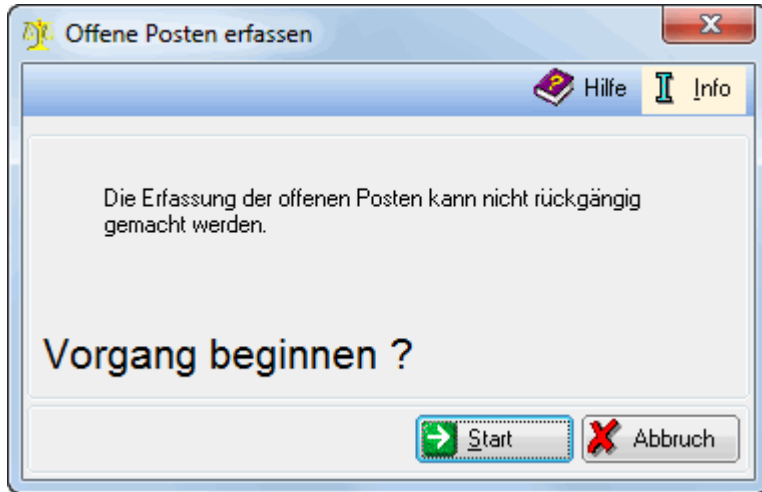 Offene Posten erfassen
Hilfe Info
Die Erfassung der offenen Posten kann nicht rückgängig
gemacht werden.
Vorgang beginnen ?
Start Abbruch